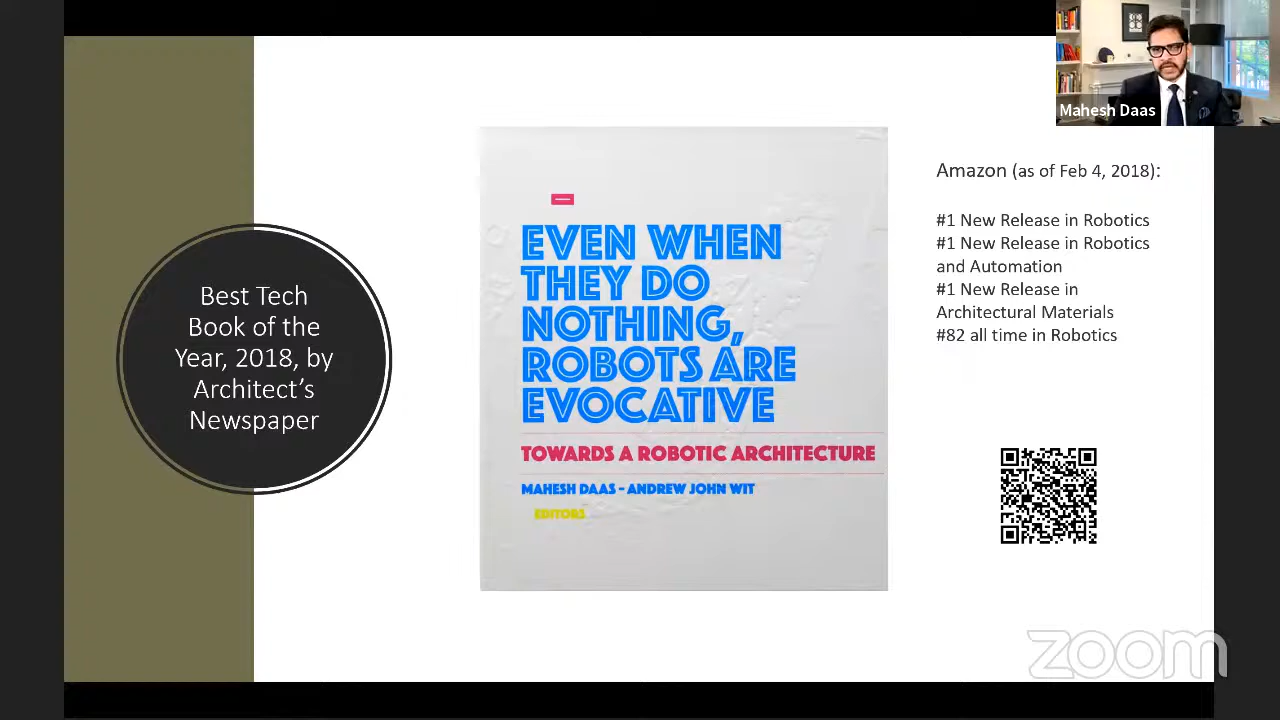 Mahesh Daas
Best Tech
Book of the
Year, 2018, by
Architect's
Newspaper
EVEN WHEN
THEY DO
NOTHING,
ROBOTS ARE
EVOCATIVE
TOWARDS A ROBOTIC ARCHITECTURE
MAHESH DAAS - ANDREW JOHN WIT
EDITORS
Amazon (as of Feb 4, 2018):
#1 New Release in Robotics
#1 New Release in Robotics
and Automation
#1 New Release in
Architectural Materials
#82 all time in Robotics
zoom